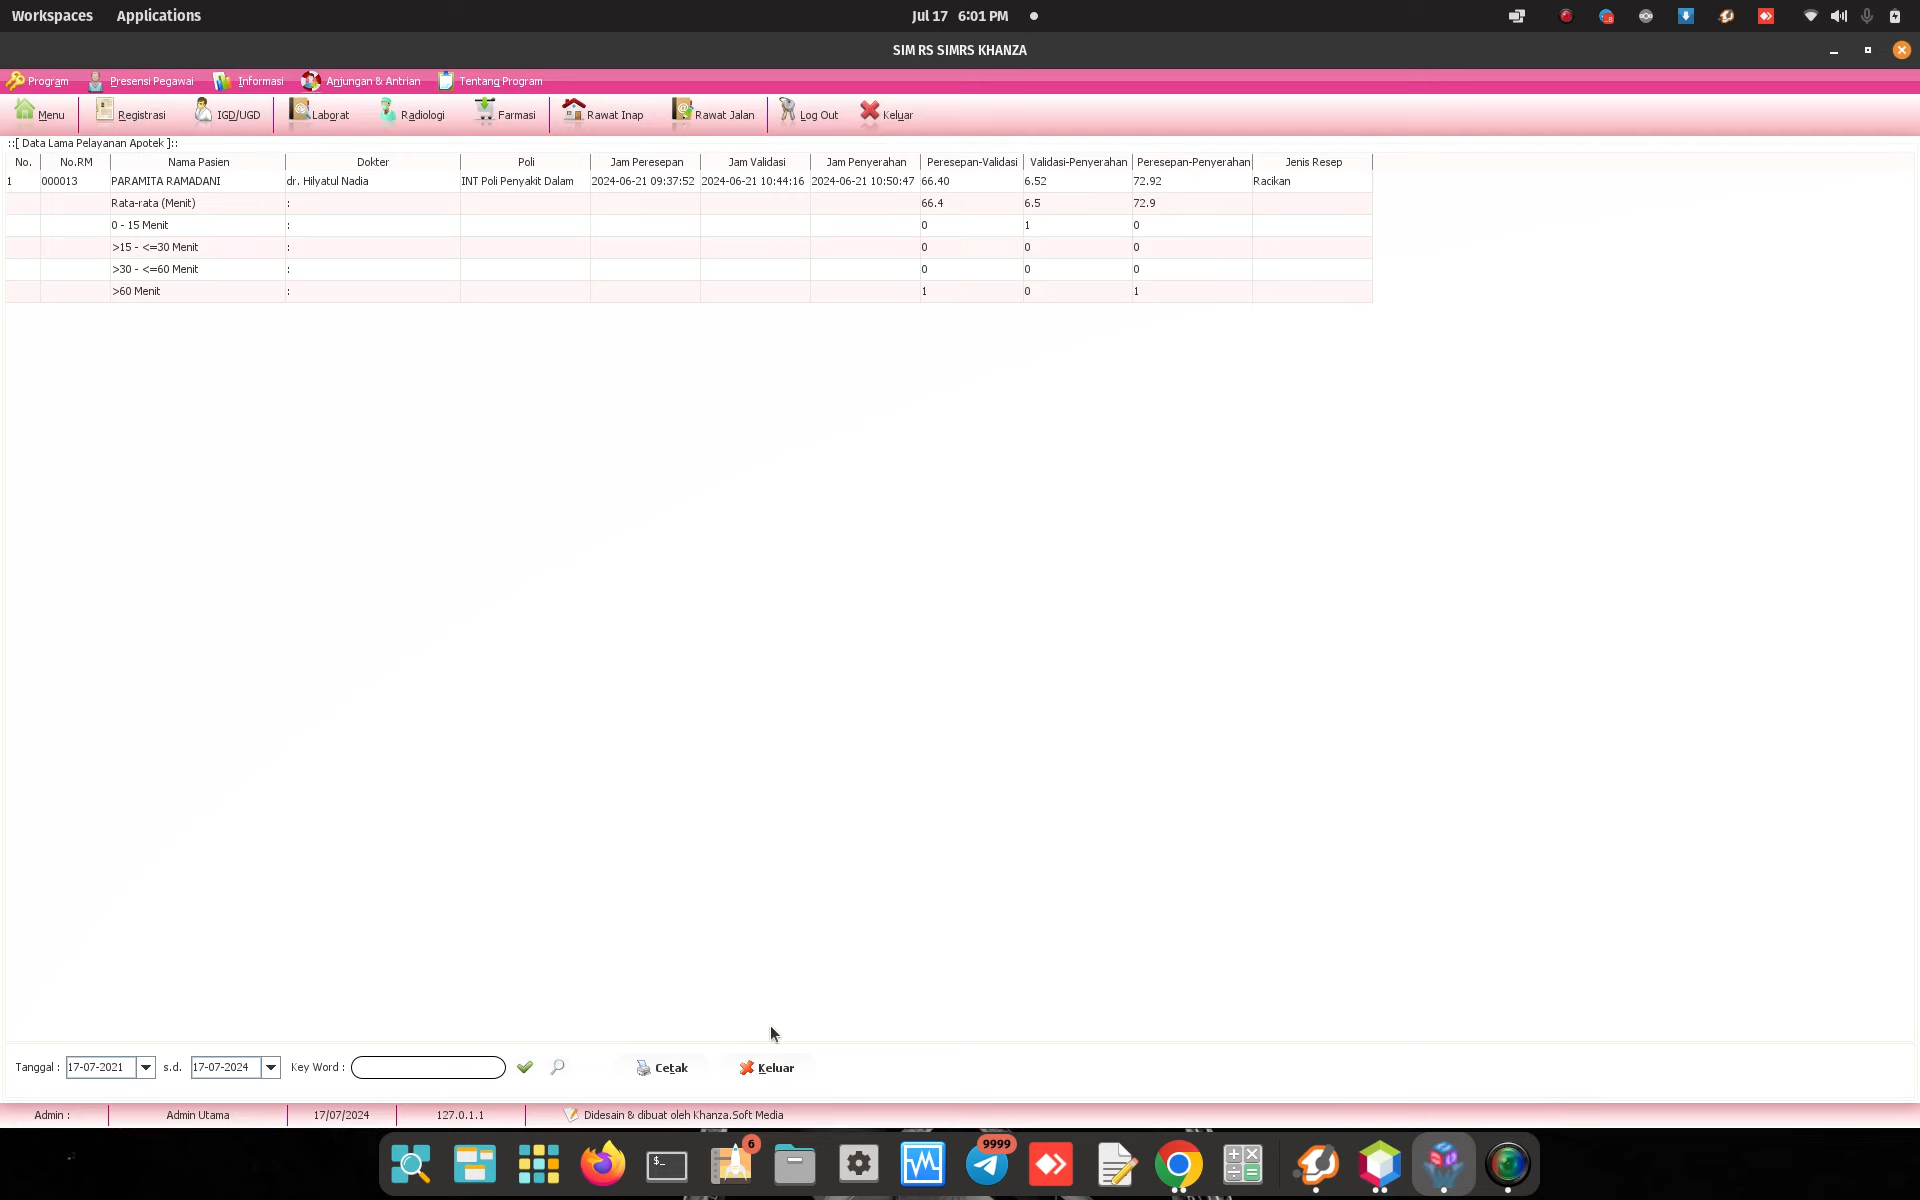 Workspaces Applications Jul 17 6:01 PM
SIM RS SIMRS KHANZA
Program Presensi Pegawai Informasi Anjungan & Antrian Tentang Program
Menu Registrasi IGD/UGD Laborat Radiologi Farmasi Rawat Inap Rawat Jalan Log Out Keluar
::[ Data Lama Pelayanan Apotek ]::
No. No.RM Nama Pasien Dokter Poli Jam Peresepan Jam Validasi Jam Penyerahan Peresepan-Validasi Validasi-Penyerahan Peresepan-Penyerahan Jenis Resep
1 000013 PARAMITA RAMADANI dr. Hilyatul Nadia INT Poli Penyakit Dalam 2024-06-21 09:37:52 2024-06-21 10:44:16 2024-06-21 10:50:47 66.40 6.52 72.92 Racikan
Rata-rata (Menit) : 66.4 6.5 72.9
0 - 15 Menit : 0 1 0
>15 - <=30 Menit : 0 0 0
>30 - <=60 Menit : 0 0 0
>60 Menit : 1 0 1
Tanggal : 17-07-2021 s.d. 17-07-2024 Key Word : Cetak Keluar
Admin : Admin Utama 17/07/2024 127.0.1.1 Didesain & dibuat oleh Khanza.Soft Media
6 9999
$_